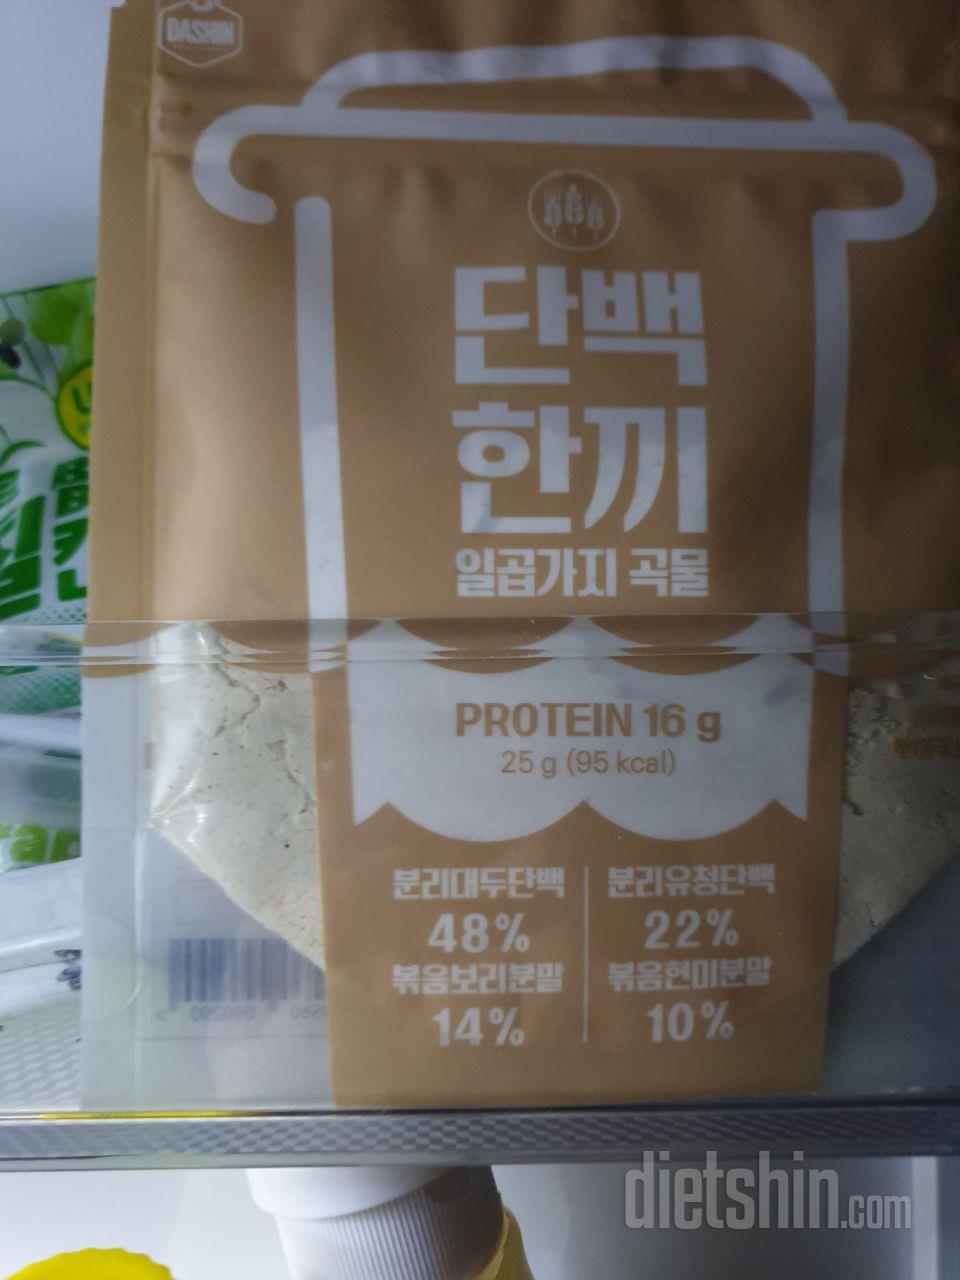 DASHIN
단백
한끼
일곱가지 곡물
PROTEIN 16 g
25 g (95 kcal)
분리대두단백
48%
분리유청단백
22%
볶음보리분말
14%
볶음현미분말
10%
dietshin.com